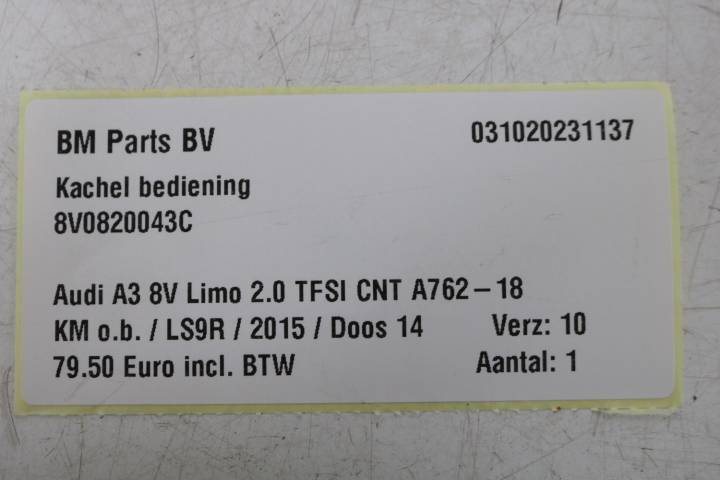 BM Parts BV 031020231137
Kachel bediening
8V0820043C
Audi A3 8V Limo 2.0 TFSI CNT A762-18
KM o.b. / LS9R / 2015 / Doos 14 Verz: 10
79.50 Euro incl. BTW Aantal: 1